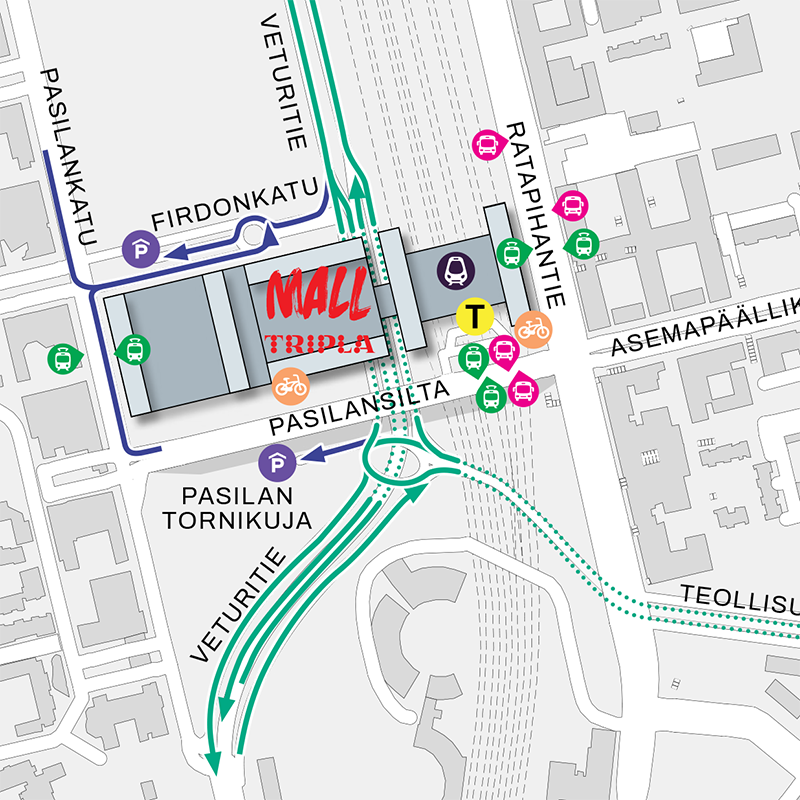 VETURITIE
PASILANKATU
RATAPIHANTIE
FIRDONKATU
P
MALL
TRIPLA
T
ASEMAPÄÄLLIK
PASILANSILTA
P
PASILAN
TORNIKUJA
VETURITIE
TEOLLISU